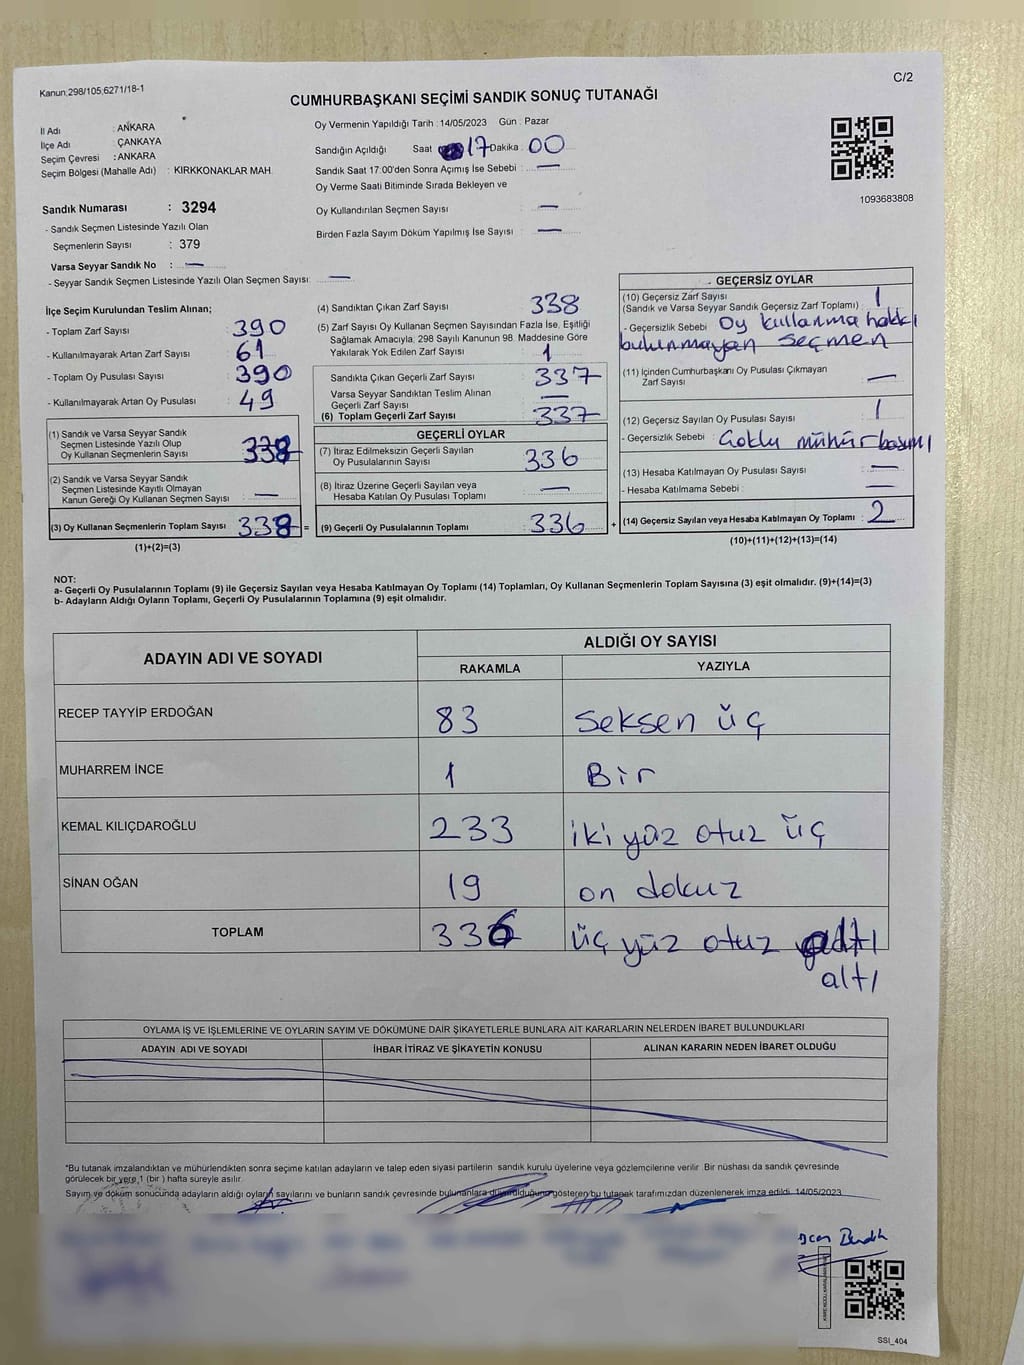 Kanun:298/105;6271/18-1
C/2
CUMHURBAŞKANI SEÇİMİ SANDIK SONUÇ TUTANAĞI
İl Adı : ANKARA
İlçe Adı : ÇANKAYA
Seçim Çevresi : ANKARA
Seçim Bölgesi (Mahalle Adı) : KIRKKONAKLAR MAH.
Sandık Numarası : 3294
- Sandık Seçmen Listesinde Yazılı Olan
Seçmenlerin Sayısı : 379
Varsa Seyyar Sandık No : —
- Seyyar Sandık Seçmen Listesinde Yazılı Olan Seçmen Sayısı: —
Oy Vermenin Yapıldığı Tarih : 14/05/2023 Gün : Pazar
Sandığın Açıldığı Saat 17 Dakika : 00
Sandık Saat 17:00'den Sonra Açımış İse Sebebi : —
Oy Verme Saati Bitiminde Sırada Bekleyen ve
Oy Kullandırılan Seçmen Sayısı —
Birden Fazla Sayım Döküm Yapılmış İse Sayısı : —
1093683808
İlçe Seçim Kurulundan Teslim Alınan;
- Toplam Zarf Sayısı : 390
- Kullanılmayarak Artan Zarf Sayısı : 61
- Toplam Oy Pusulası Sayısı : 390
- Kullanılmayarak Artan Oy Pusulası : 49
(1) Sandık ve Varsa Seyyar Sandık
Seçmen Listesinde Yazılı Olup
Oy Kullanan Seçmenlerin Sayısı : 338
(2) Sandık ve Varsa Seyyar Sandık
Seçmen Listesinde Kayıtlı Olmayan
Kanun Gereği Oy Kullanan Seçmen Sayısı : —
(3) Oy Kullanan Seçmenlerin Toplam Sayısı : 338 =
(1)+(2)=(3)
(4) Sandıktan Çıkan Zarf Sayısı : 338
(5) Zarf Sayısı Oy Kullanan Seçmen Sayısından Fazla İse, Eşitliği
Sağlamak Amacıyla; 298 Sayılı Kanunun 98. Maddesine Göre
Yakılarak Yok Edilen Zarf Sayısı : 1
Sandıkta Çıkan Geçerli Zarf Sayısı : 337
Varsa Seyyar Sandıktan Teslim Alınan
Geçerli Zarf Sayısı : —
(6) Toplam Geçerli Zarf Sayısı : 337
GEÇERLİ OYLAR
(7) İtiraz Edilmeksizin Geçerli Sayılan
Oy Pusulalarının Sayısı : 336
(8) İtiraz Üzerine Geçerli Sayılan veya
Hesaba Katılan Oy Pusulası Toplamı : —
(9) Geçerli Oy Pusulalarının Toplamı : 336 +
GEÇERSİZ OYLAR
(10) Geçersiz Zarf Sayısı
(Sandık ve Varsa Seyyar Sandık Geçersiz Zarf Toplamı) : 1
- Geçersizlik Sebebi : Oy kullanma hakkı
bulunmayan seçmen
(11) İçinden Cumhurbaşkanı Oy Pusulası Çıkmayan
Zarf Sayısı : —
(12) Geçersiz Sayılan Oy Pusulası Sayısı : 1
- Geçersizlik Sebebi : Çoklu mühür basımı
(13) Hesaba Katılmayan Oy Pusulası Sayısı : —
- Hesaba Katılmama Sebebi : —
(14) Geçersiz Sayılan veya Hesaba Katılmayan Oy Toplamı : 2
(10)+(11)+(12)+(13)=(14)
NOT:
a- Geçerli Oy Pusulalarının Toplamı (9) ile Geçersiz Sayılan veya Hesaba Katılmayan Oy Toplamı (14) Toplamları, Oy Kullanan Seçmenlerin Toplam Sayısına (3) eşit olmalıdır. (9)+(14)=(3)
b- Adayların Aldığı Oyların Toplamı, Geçerli Oy Pusulalarının Toplamına (9) eşit olmalıdır.
ADAYIN ADI VE SOYADI ALDIĞI OY SAYISI
RAKAMLA YAZIYLA
RECEP TAYYİP ERDOĞAN 83 Seksen üç
MUHARREM İNCE 1 Bir
KEMAL KILIÇDAROĞLU 233 iki yüz otuz üç
SİNAN OĞAN 19 on dokuz
TOPLAM 336 üç yüz otuz altı
altı
OYLAMA İŞ VE İŞLEMLERİNE VE OYLARIN SAYIM VE DÖKÜMÜNE DAİR ŞİKAYETLERLE BUNLARA AİT KARARLARIN NELERDEN İBARET BULUNDUKLARI
ADAYIN ADI VE SOYADI İHBAR İTİRAZ VE ŞİKAYETİN KONUSU ALINAN KARARIN NEDEN İBARET OLDUĞU
*Bu tutanak imzalandıktan ve mühürlendikten sonra seçime katılan adayların ve talep eden siyasi partilerin sandık kurulu üyelerine veya gözlemcilerine verilir. Bir nüshası da sandık çevresinde
görülecek bir yere 1 (bir ) hafta süreyle asılır.
Sayım ve döküm sonucunda adayların aldığı oyların sayılarını ve bunların sandık çevresinde bulunanlara duyurulduğunu gösteren bu tutanak tarafımızdan düzenlenerek imza edildi. 14/05/2023
SSI_404